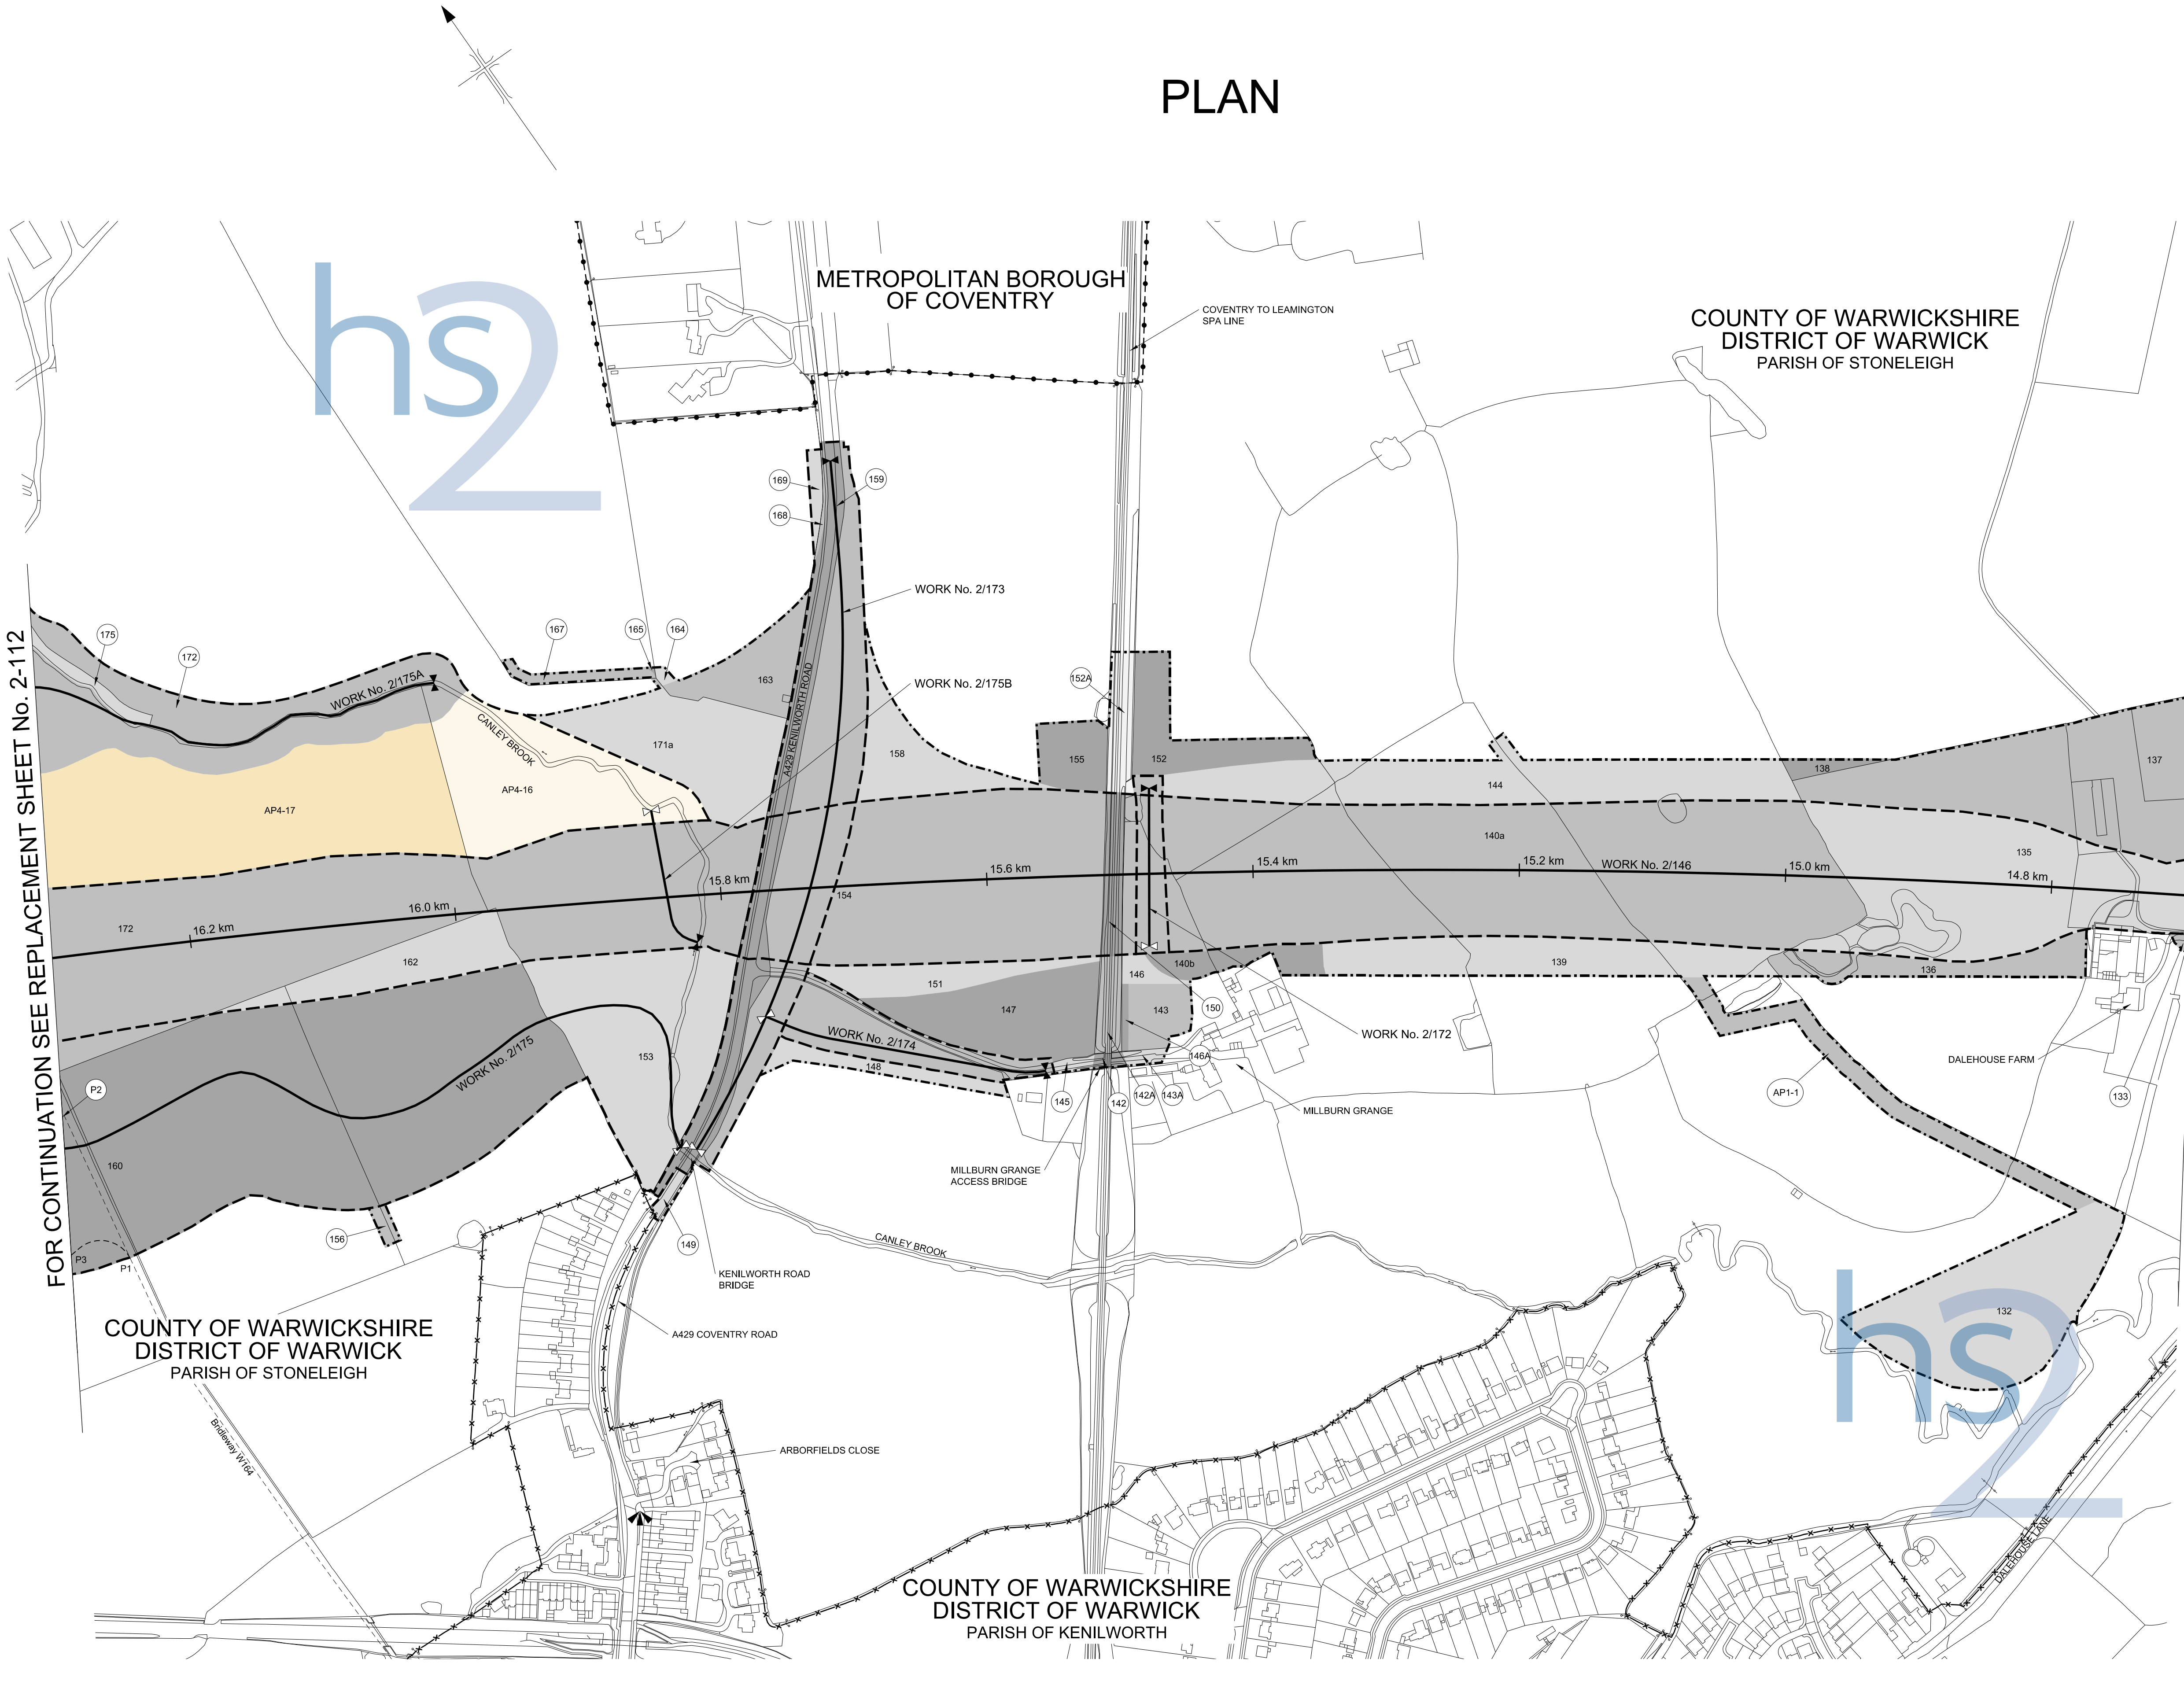 PLAN
hs2
METROPOLITAN BOROUGH
OF COVENTRY
COVENTRY TO LEAMINGTON
SPA LINE
COUNTY OF WARWICKSHIRE
DISTRICT OF WARWICK
PARISH OF STONELEIGH
169
159
168
WORK No. 2/173
FOR CONTINUATION SEE REPLACEMENT SHEET No. 2-112
175
172
167
165
164
163
A429 KENILWORTH ROAD
WORK No. 2/175B
152A
WORK No. 2/175A
CANLEY BROOK
171a
158
155
152
138
137
144
AP4-16
AP4-17
140a
135
15.8 km
15.6 km
15.4 km
15.2 km
WORK No. 2/146
15.0 km
14.8 km
154
16.0 km
16.2 km
172
162
151
146
140b
139
136
147
150
143
WORK No. 2/172
WORK No. 2/174
WORK No. 2/175
153
148
146A
DALEHOUSE FARM
P2
145
142
142A
143A
AP1-1
133
MILLBURN GRANGE
160
MILLBURN GRANGE
ACCESS BRIDGE
156
149
CANLEY BROOK
P3
P1
KENILWORTH ROAD
BRIDGE
132
hs2
COUNTY OF WARWICKSHIRE
DISTRICT OF WARWICK
PARISH OF STONELEIGH
A429 COVENTRY ROAD
Bridleway W164
ARBORFIELDS CLOSE
DALEHOUSE LANE
COUNTY OF WARWICKSHIRE
DISTRICT OF WARWICK
PARISH OF KENILWORTH